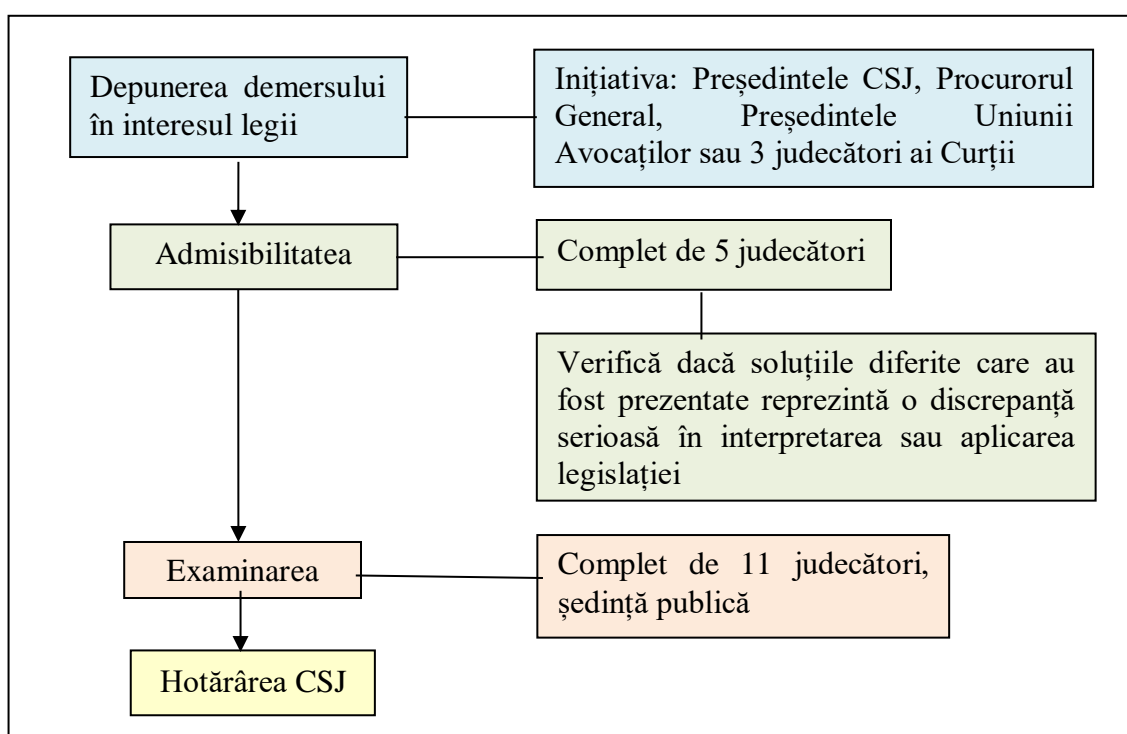 Depunerea demersului
în interesul legii
Inițiativa: Președintele CSJ, Procurorul
General, Președintele Uniunii
Avocaților sau 3 judecători ai Curții
Admisibilitatea
Complet de 5 judecători
Verifică dacă soluțiile diferite care au
fost prezentate reprezintă o discrepanță
serioasă în interpretarea sau aplicarea
legislației
Examinarea
Complet de 11 judecători,
ședință publică
Hotărârea CSJ